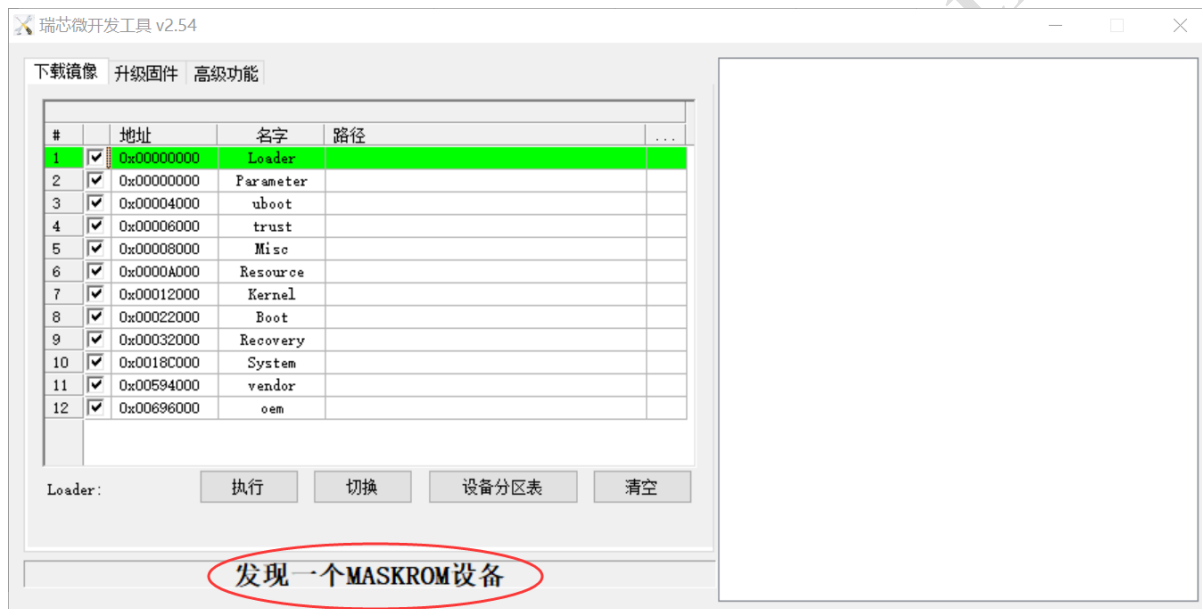 瑞芯微开发工具 v2.54
下载镜像 升级固件 高级功能
# 地址 名字 路径 ...
1 0x00000000 Loader
2 0x00000000 Parameter
3 0x00004000 uboot
4 0x00006000 trust
5 0x00008000 Misc
6 0x0000A000 Resource
7 0x00012000 Kernel
8 0x00022000 Boot
9 0x00032000 Recovery
10 0x0018C000 System
11 0x00594000 vendor
12 0x00696000 oem
Loader: 执行 切换 设备分区表 清空
发现一个MASKROM设备